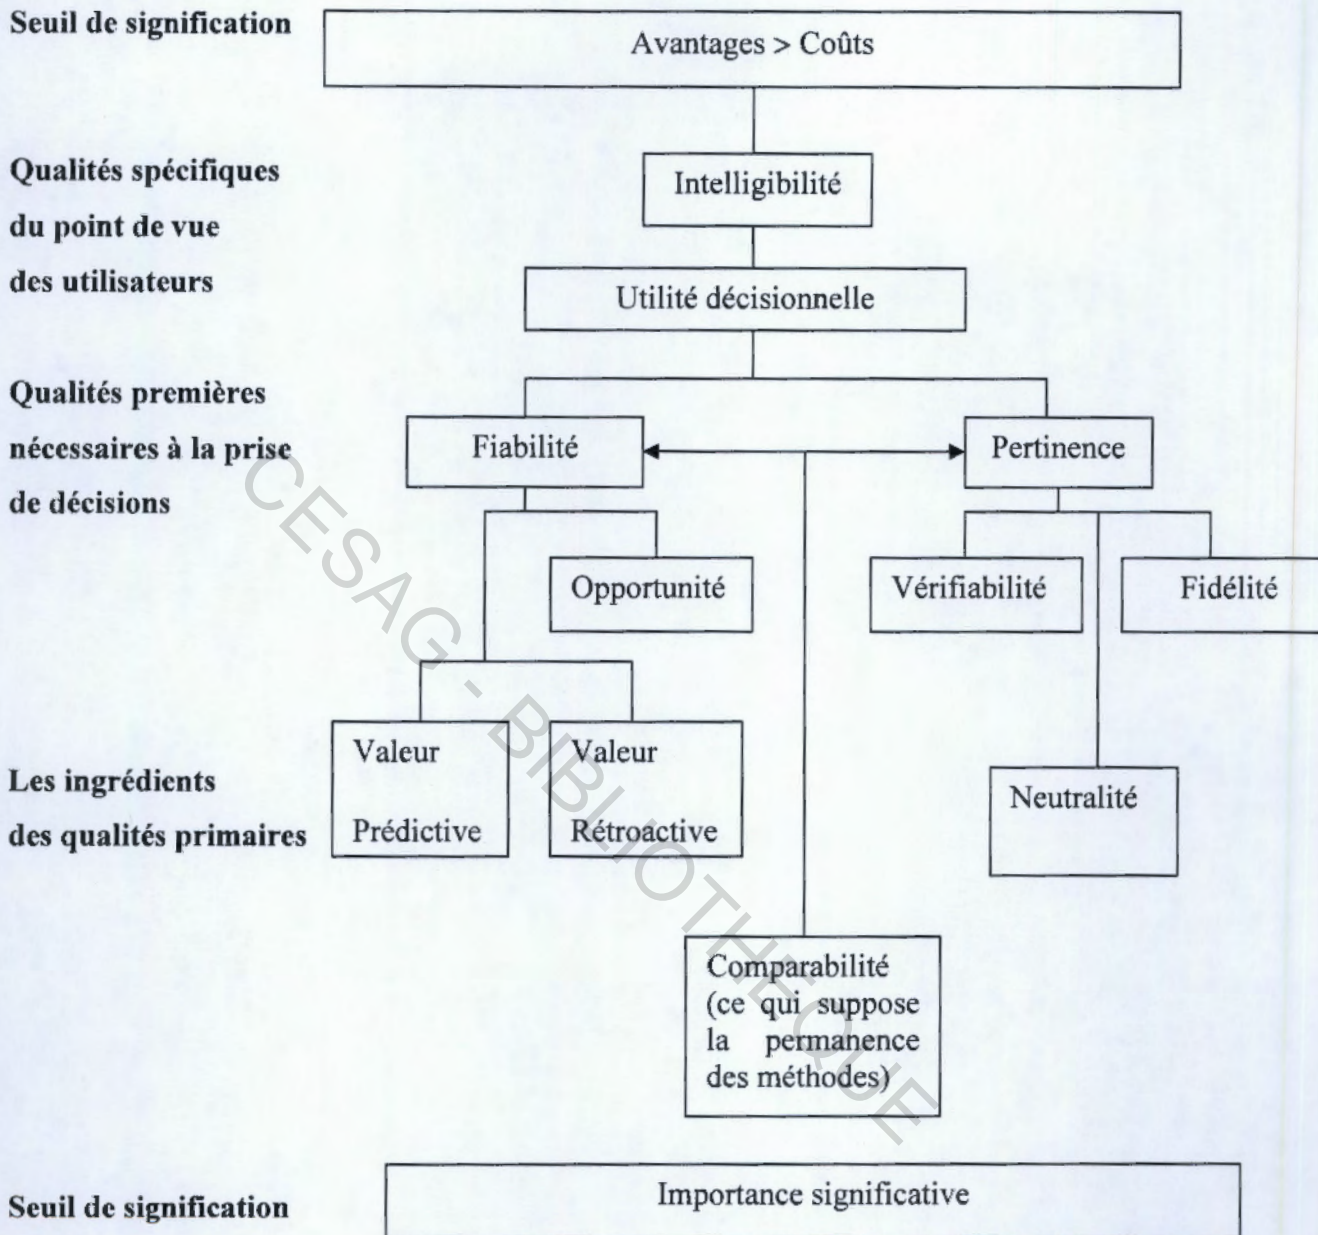 Seuil de signification
Avantages > Coûts
Qualités spécifiques
du point de vue
des utilisateurs
Intelligibilité
Utilité décisionnelle
Qualités premières
nécessaires à la prise
de décisions
Fiabilité
Pertinence
Opportunité
Vérifiabilité
Fidélité
Les ingrédients
des qualités primaires
Valeur
Prédictive
Valeur
Rétroactive
Neutralité
Comparabilité
(ce qui suppose
la permanence
des méthodes)
Seuil de signification
Importance significative
CESAG - BIBLIOTHEQUE